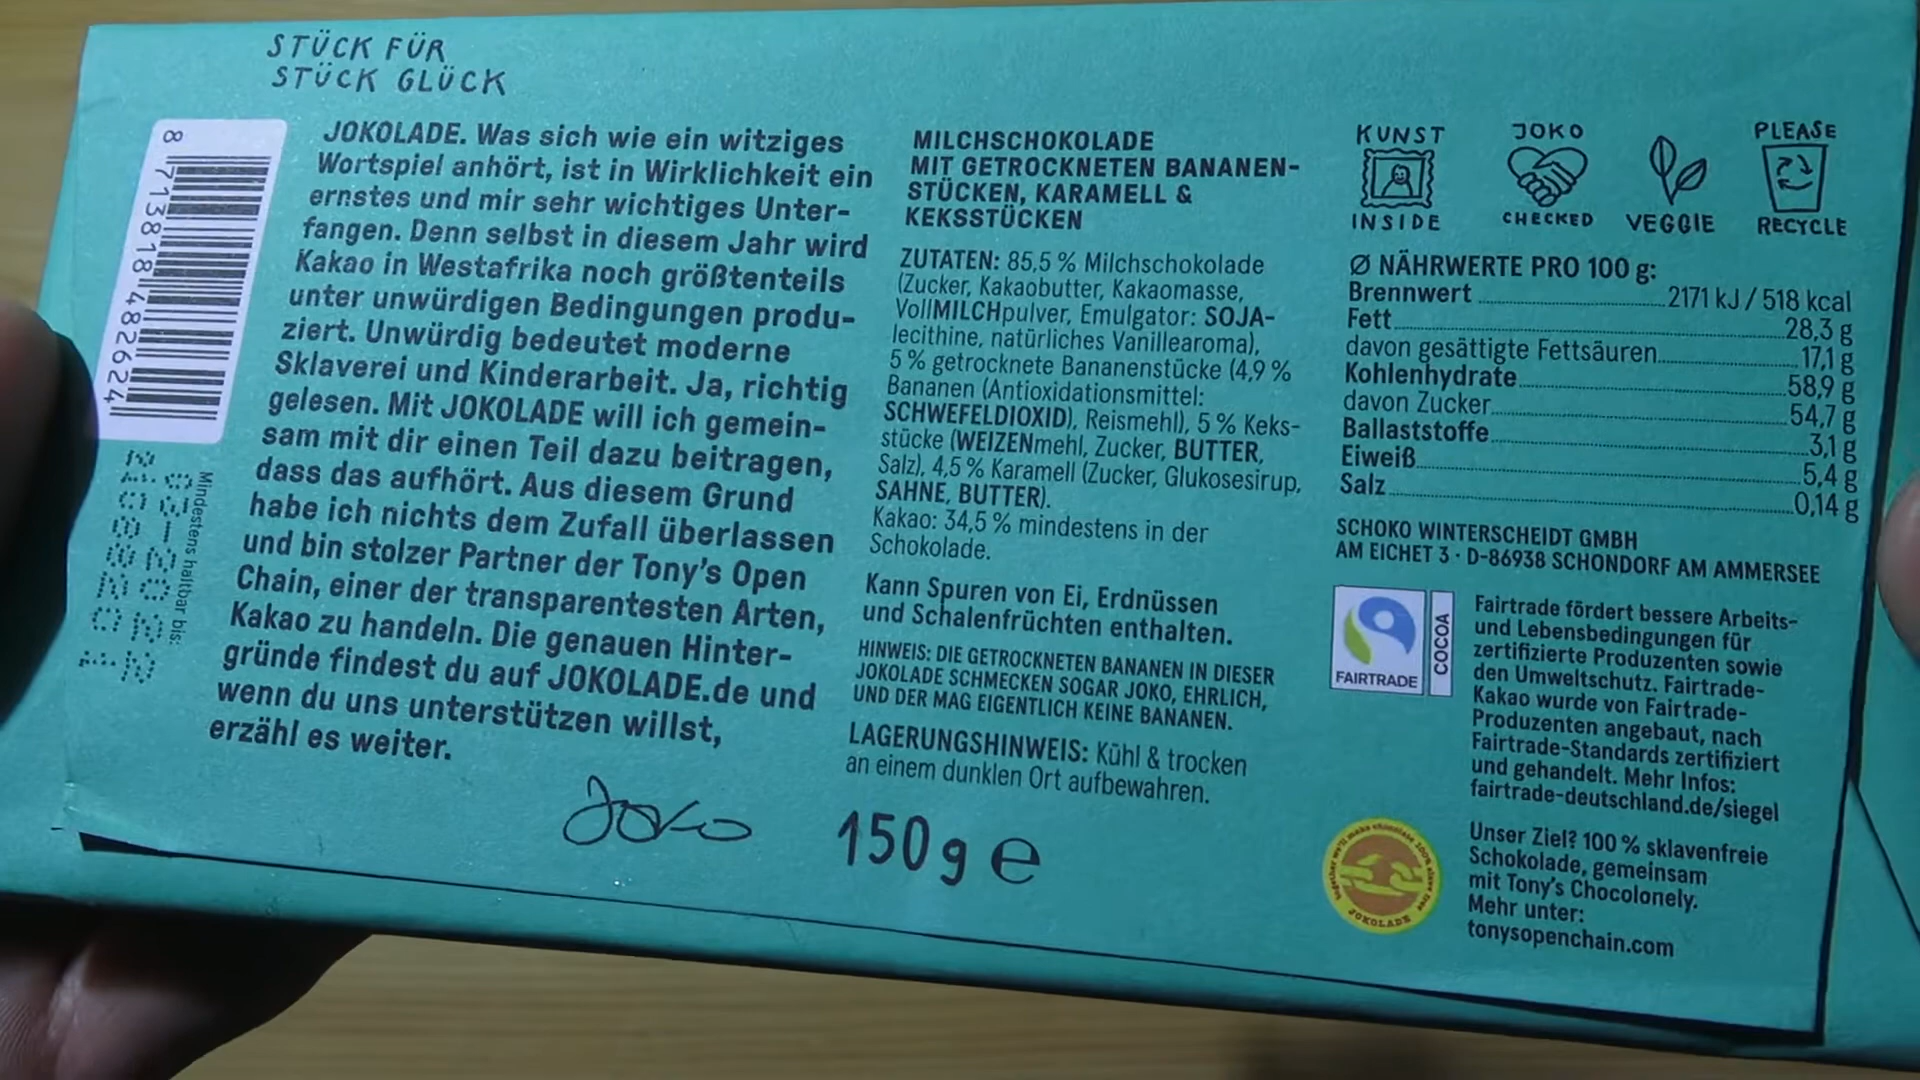 STÜCK FÜR
STÜCK GLÜCK
8 713818 482624
Mindestens haltbar bis:
03-2022
JOKOLADE. Was sich wie ein witziges
Wortspiel anhört, ist in Wirklichkeit ein
ernstes und mir sehr wichtiges Unter-
fangen. Denn selbst in diesem Jahr wird
Kakao in Westafrika noch größtenteils
unter unwürdigen Bedingungen produ-
ziert. Unwürdig bedeutet moderne
Sklaverei und Kinderarbeit. Ja, richtig
gelesen. Mit JOKOLADE will ich gemein-
sam mit dir einen Teil dazu beitragen,
dass das aufhört. Aus diesem Grund
habe ich nichts dem Zufall überlassen
und bin stolzer Partner der Tony's Open
Chain, einer der transparentesten Arten,
Kakao zu handeln. Die genauen Hinter-
gründe findest du auf JOKOLADE.de und
wenn du uns unterstützen willst,
erzähl es weiter.
Joko
MILCHSCHOKOLADE
MIT GETROCKNETEN BANANEN-
STÜCKEN, KARAMELL &
KEKSSTÜCKEN
ZUTATEN: 85,5 % Milchschokolade
(Zucker, Kakaobutter, Kakaomasse,
VollMILCHpulver, Emulgator: SOJA-
lecithine, natürliches Vanillearoma),
5 % getrocknete Bananenstücke (4,9 %
Bananen (Antioxidationsmittel:
SCHWEFELDIOXID), Reismehl), 5 % Keks-
stücke (WEIZENmehl, Zucker, BUTTER,
Salz), 4,5 % Karamell (Zucker, Glukosesirup,
SAHNE, BUTTER).
Kakao: 34,5 % mindestens in der
Schokolade.
Kann Spuren von Ei, Erdnüssen
und Schalenfrüchten enthalten.
HINWEIS: DIE GETROCKNETEN BANANEN IN DIESER
JOKOLADE SCHMECKEN SOGAR JOKO, EHRLICH,
UND DER MAG EIGENTLICH KEINE BANANEN.
LAGERUNGSHINWEIS: Kühl & trocken
an einem dunklen Ort aufbewahren.
150 g e
KUNST INSIDE
JOKO CHECKED
VEGGIE
PLEASE RECYCLE
Ø NÄHRWERTE PRO 100 g:
Brennwert 2171 kJ / 518 kcal
Fett 28,3 g
davon gesättigte Fettsäuren 17,1 g
Kohlenhydrate 58,9 g
davon Zucker 54,7 g
Ballaststoffe 3,1 g
Eiweiß 5,4 g
Salz 0,14 g
SCHOKO WINTERSCHEIDT GMBH
AM EICHET 3 · D-86938 SCHONDORF AM AMMERSEE
FAIRTRADE
COCOA
Fairtrade fördert bessere Arbeits-
und Lebensbedingungen für
zertifizierte Produzenten sowie
den Umweltschutz. Fairtrade-
Kakao wurde von Fairtrade-
Produzenten angebaut, nach
Fairtrade-Standards zertifiziert
und gehandelt. Mehr Infos:
fairtrade-deutschland.de/siegel
together we'll make chocolate 100% slave free
JOKOLADE
Unser Ziel? 100 % sklavenfreie
Schokolade, gemeinsam
mit Tony's Chocolonely.
Mehr unter:
tonysopenchain.com